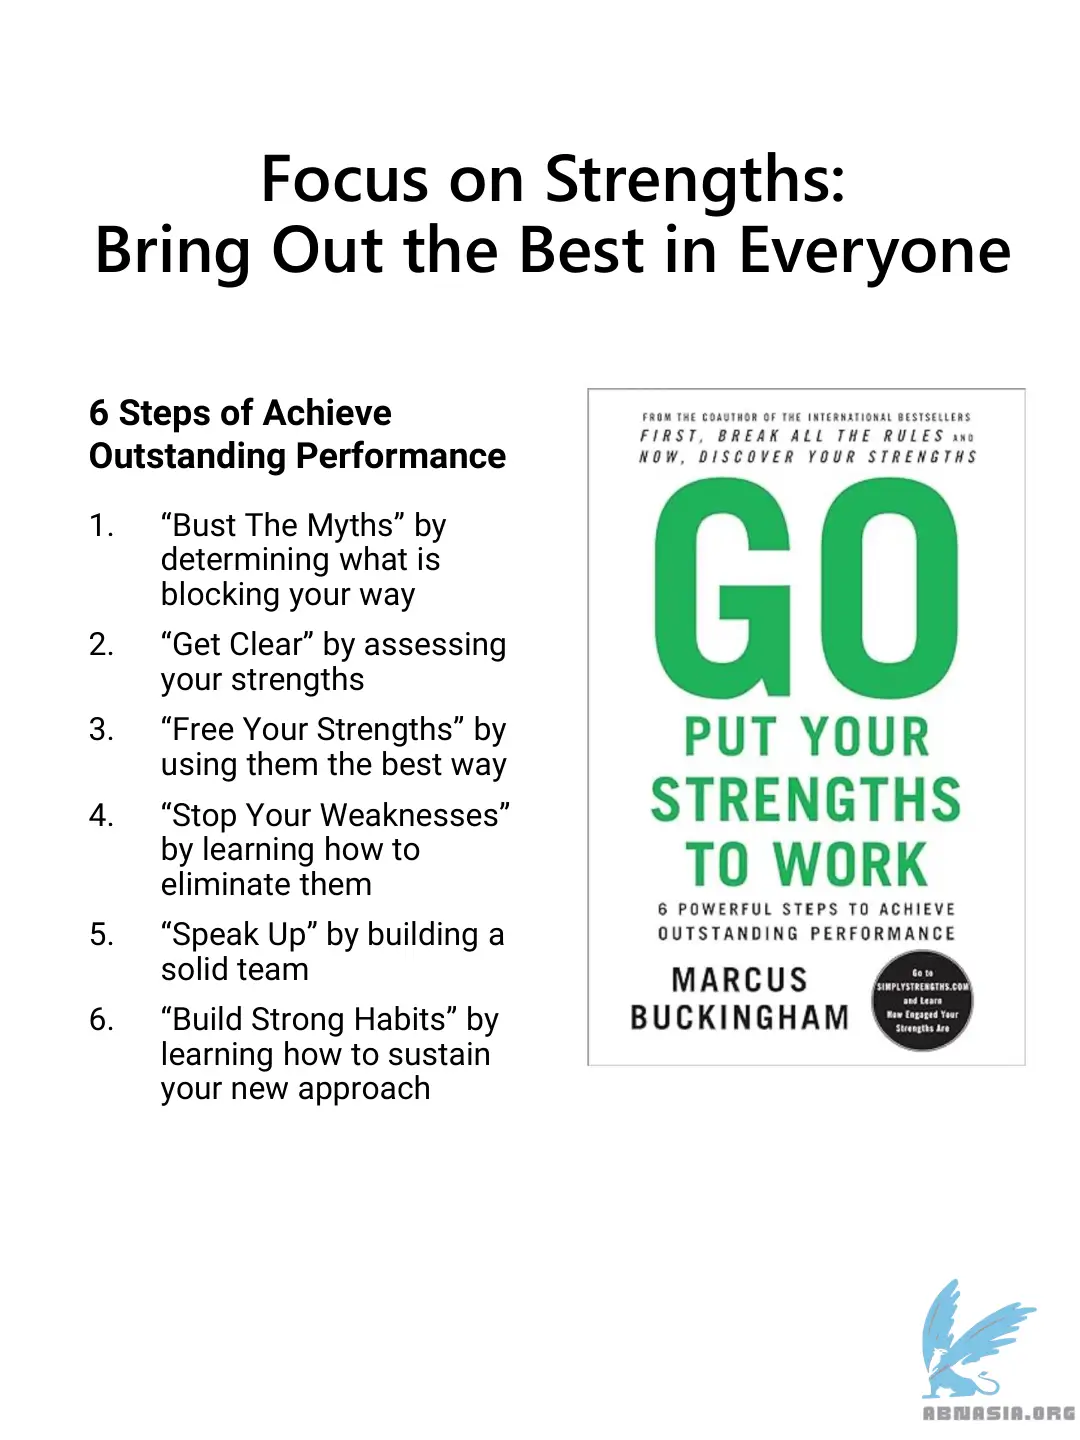 Focus on Strengths:
Bring Out the Best in Everyone
6 Steps of Achieve
Outstanding Performance
1. “Bust The Myths” by
determining what is
blocking your way
2. “Get Clear” by assessing
your strengths
3. “Free Your Strengths” by
using them the best way
4. “Stop Your Weaknesses”
by learning how to
eliminate them
5. “Speak Up” by building a
solid team
6. “Build Strong Habits” by
learning how to sustain
your new approach
FROM THE COAUTHOR OF THE INTERNATIONAL BESTSELLERS
FIRST, BREAK ALL THE RULES AND
NOW, DISCOVER YOUR STRENGTHS
GO
PUT YOUR
STRENGTHS
TO WORK
6 POWERFUL STEPS TO ACHIEVE
OUTSTANDING PERFORMANCE
MARCUS
BUCKINGHAM
Go to
SIMPLYSTRENGTHS.COM
and Learn
How Engaged Your
Strengths Are
ABNASIA.ORG